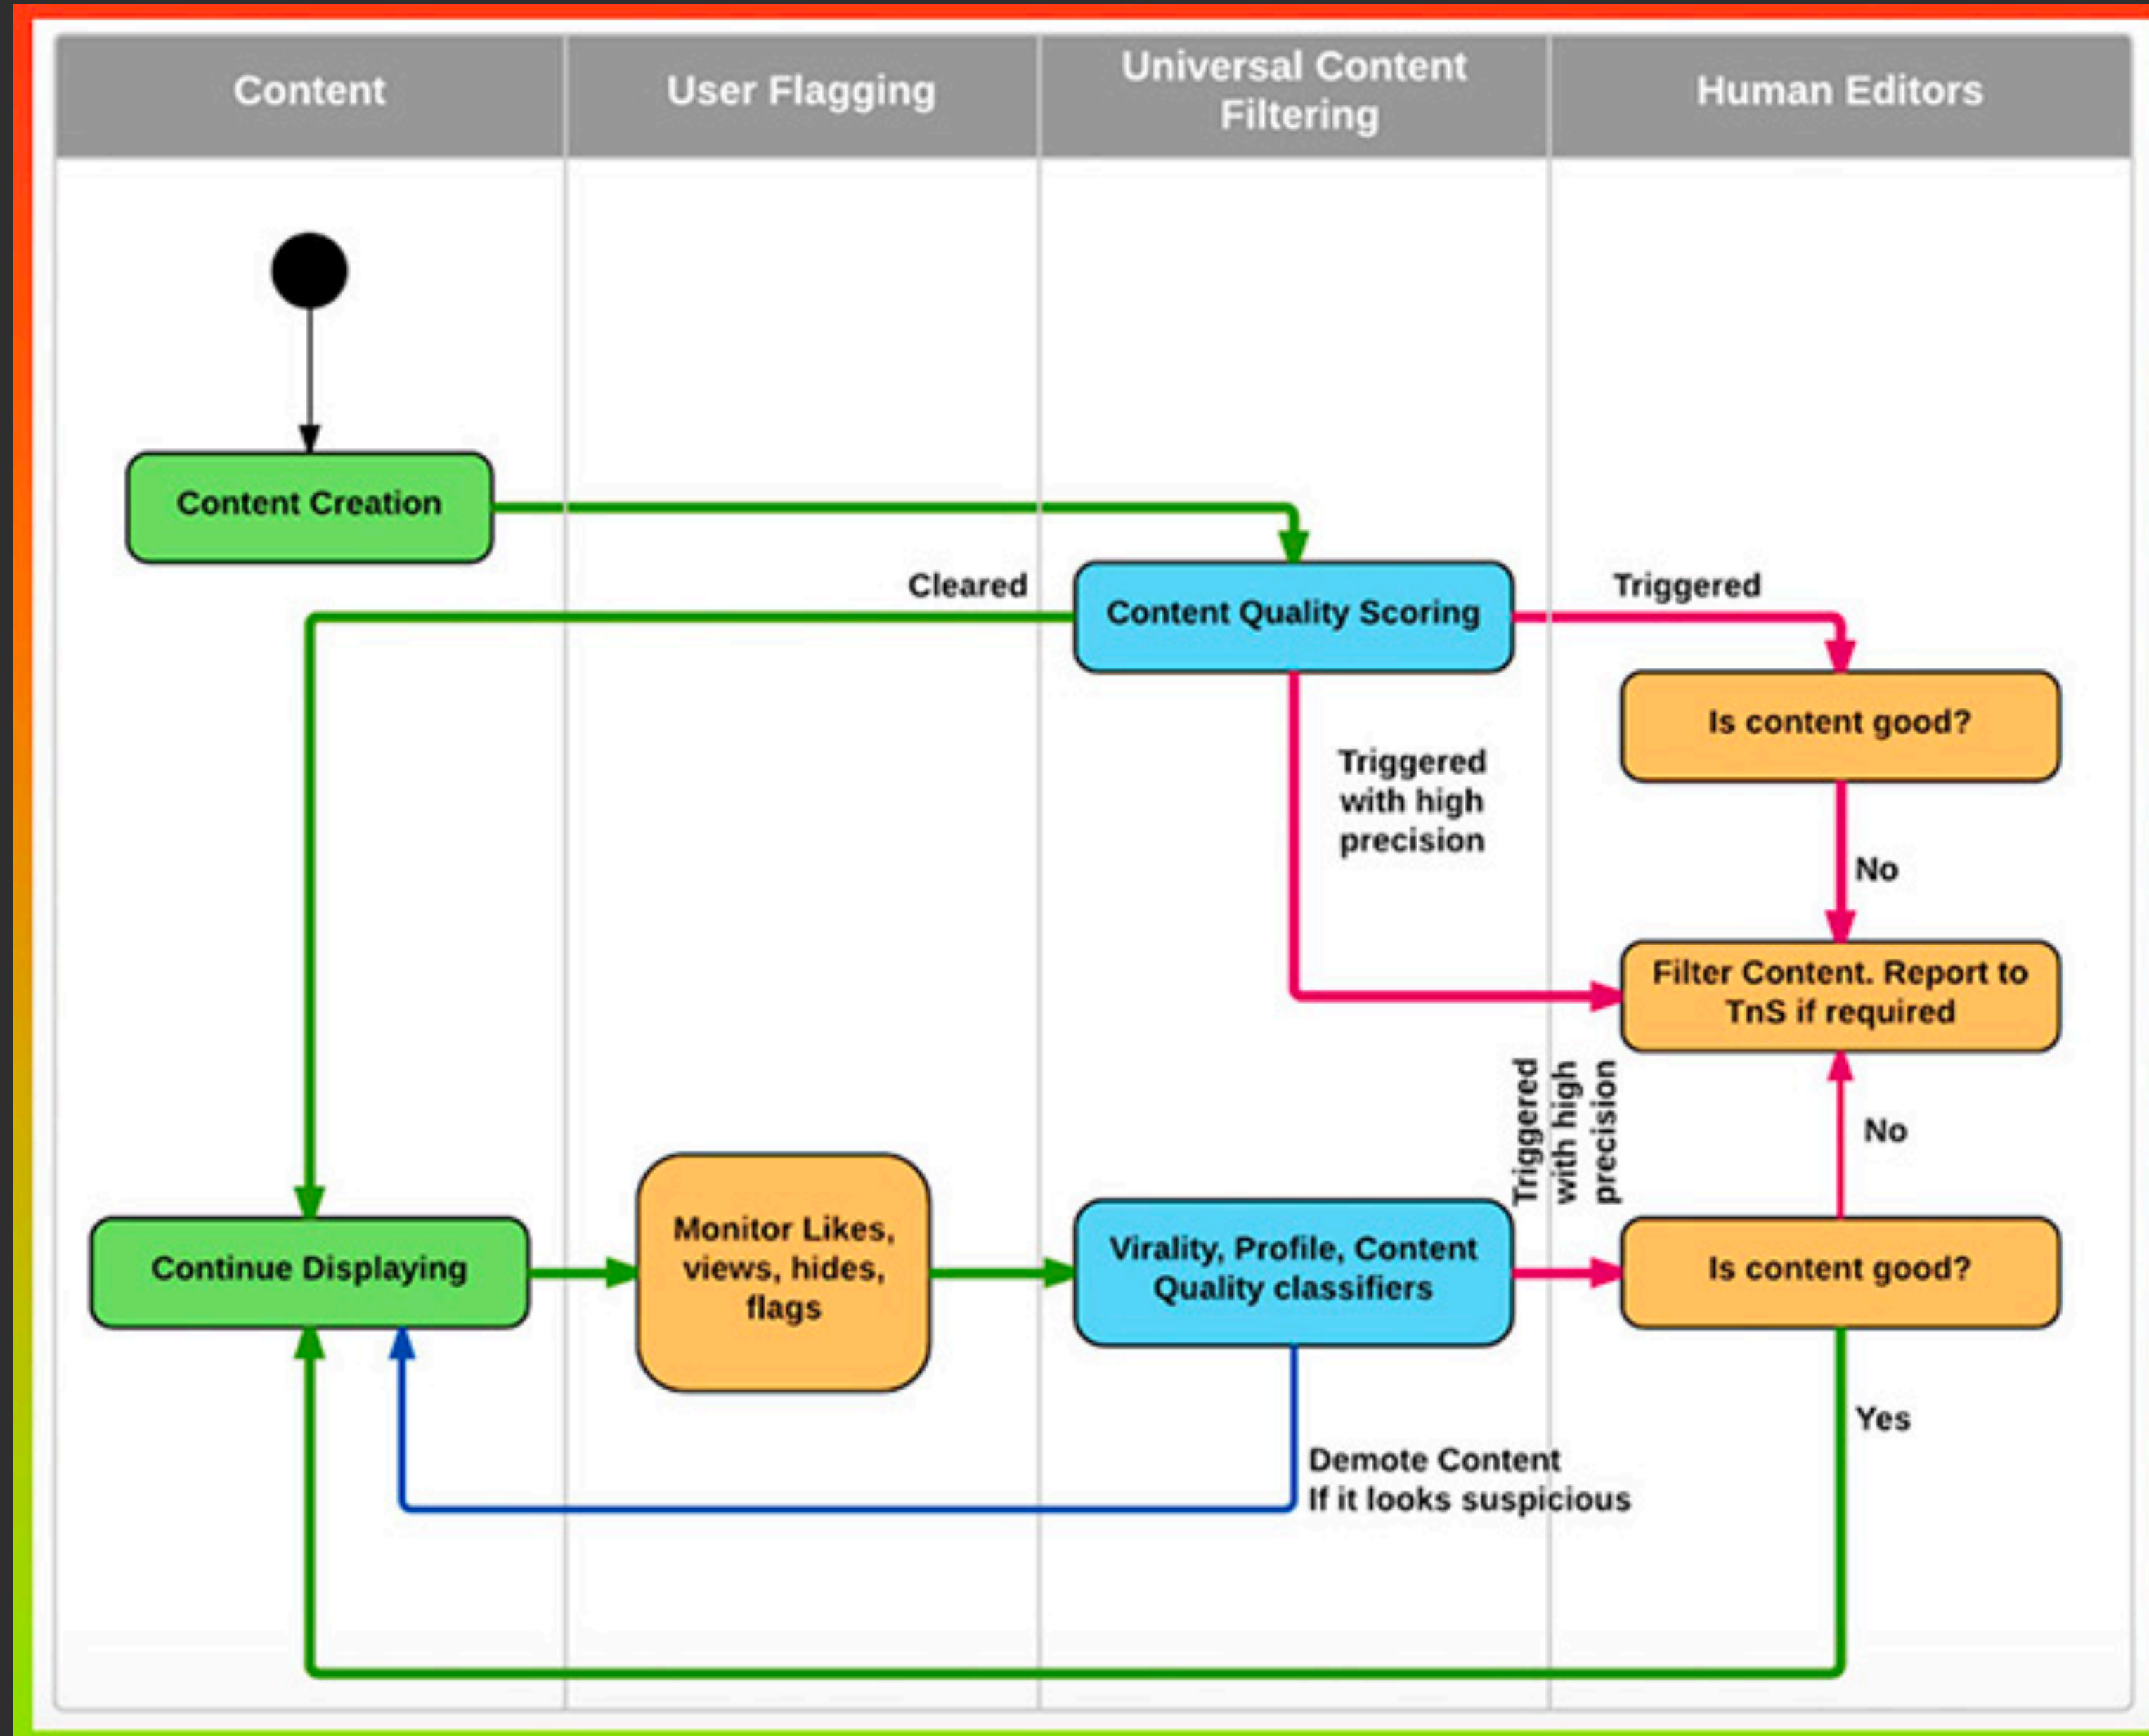 Content
User Flagging
Universal Content
Filtering
Human Editors
Content Creation
Cleared
Content Quality Scoring
Triggered
Is content good?
Triggered
with high
precision
No
Filter Content. Report to
TnS if required
Triggered
with high
precision
No
Continue Displaying
Monitor Likes,
views, hides,
flags
Virality, Profile, Content
Quality classifiers
Is content good?
Yes
Demote Content
If it looks suspicious